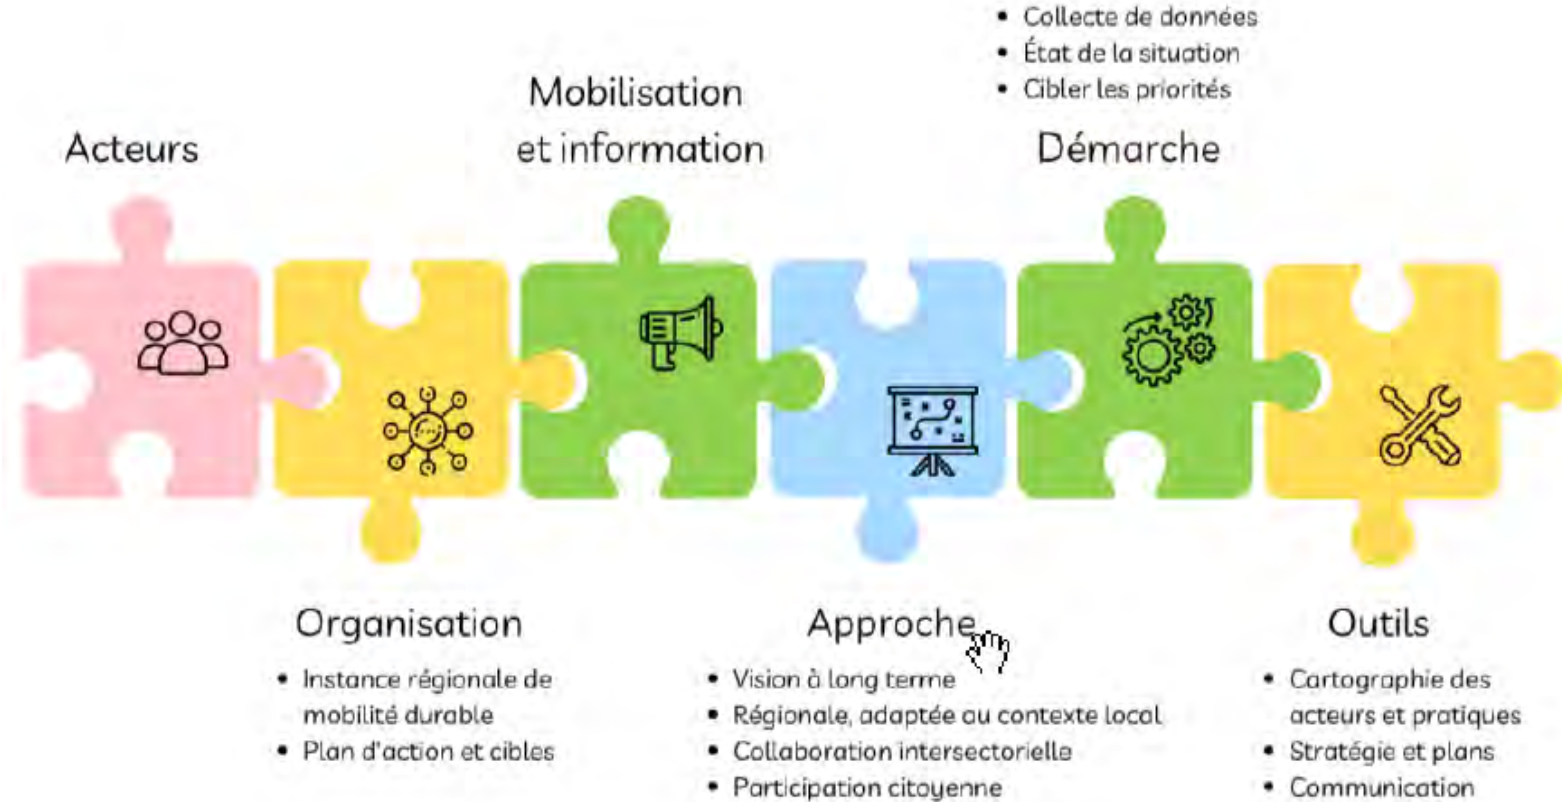 • Collecte de données
• État de la situation
• Cibler les priorités
Mobilisation
et information
Acteurs
Démarche
Organisation
• Instance régionale de
mobilité durable
• Plan d'action et cibles
Approche
• Vision à long terme
• Régionale, adaptée au contexte local
• Collaboration intersectorielle
• Participation citoyenne
Outils
• Cartographie des
acteurs et pratiques
• Stratégie et plans
• Communication